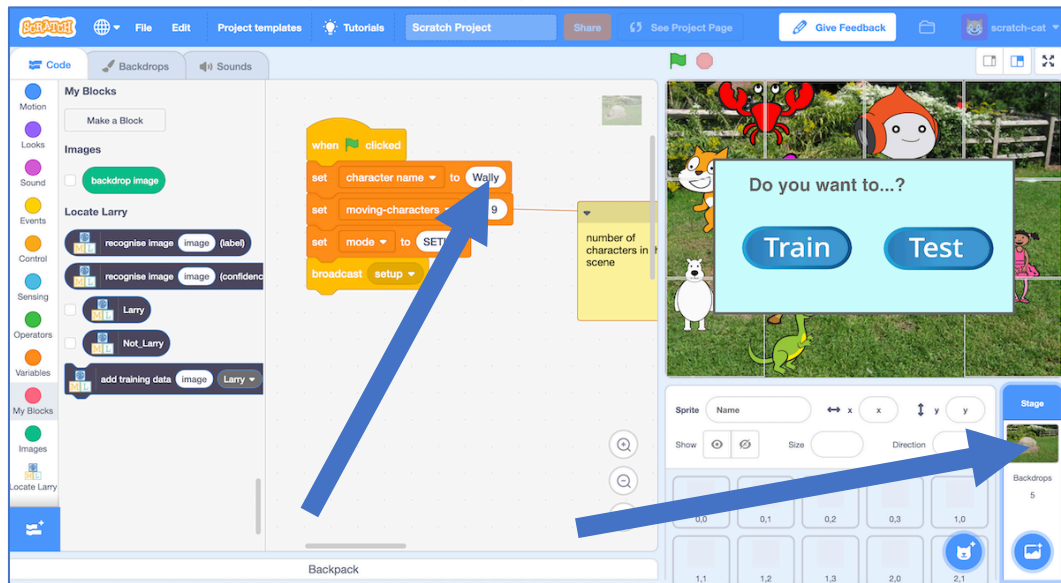 SCRATCH File Edit Project templates Tutorials Scratch Project Share See Project Page Give Feedback scratch-cat
Code Backdrops Sounds
Motion
Looks
Sound
Events
Control
Sensing
Operators
Variables
My Blocks
Images
Locate Larry
My Blocks
Make a Block
Images
backdrop image
Locate Larry
recognise image image (label)
recognise image image (confidenc
Larry
Not_Larry
add training data image Larry
when clicked
set character name to Wally
set moving-characters 9
set mode to
broadcast setup
number of
characters in
scene
Do you want to...?
Train Test
Sprite Name x x y y
Show Size Direction
Stage
Backdrops
5
0,0 0,1 0,2 0,3 1,0
1,1 1,2 1,3 2,0 2,1
Backpack